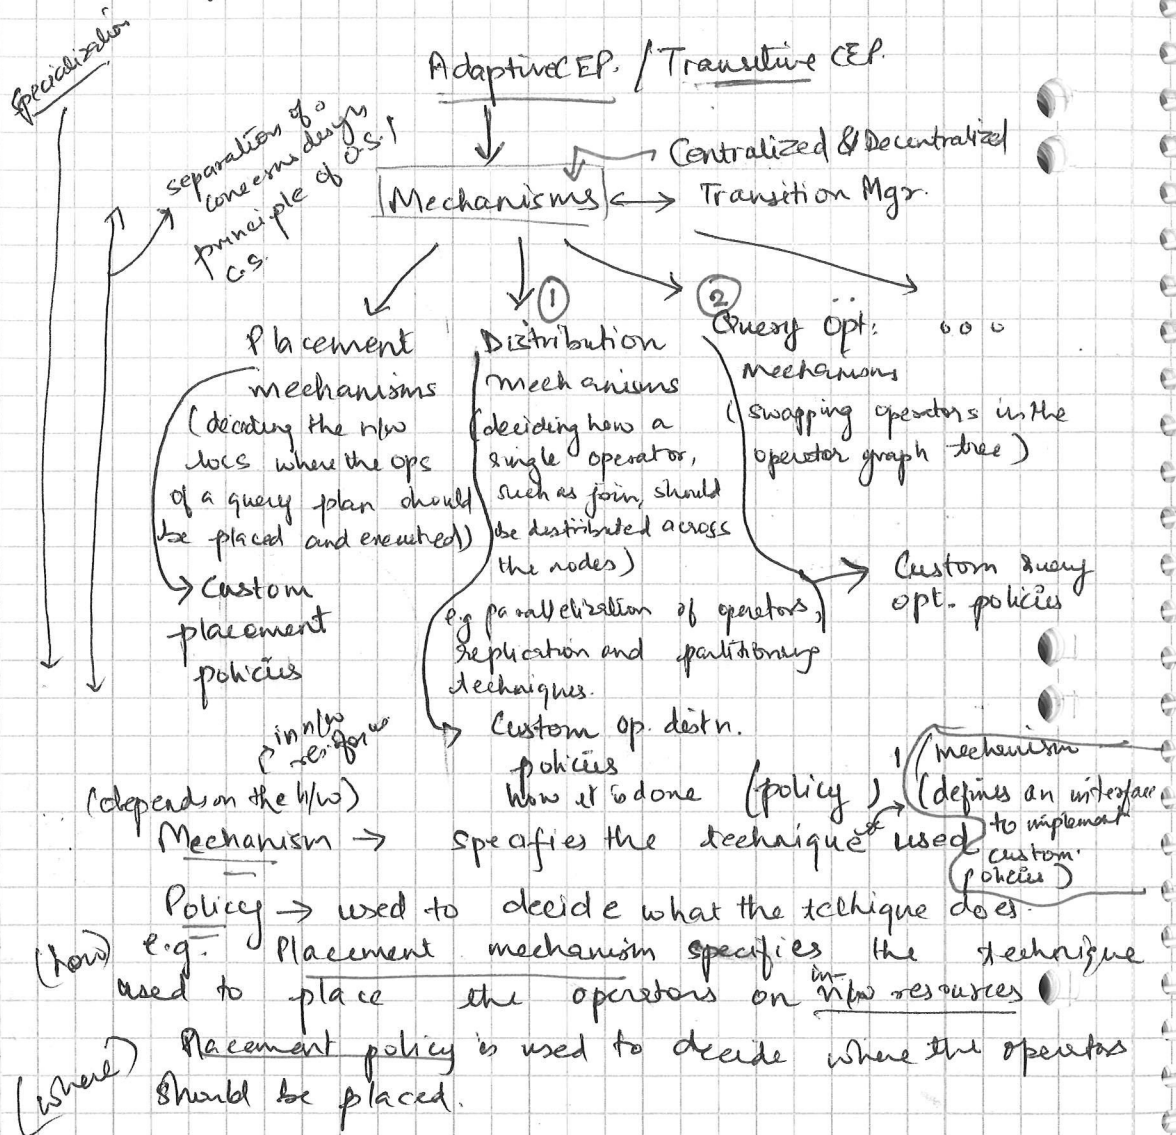 Specialization
AdaptiveCEP. / Transitive CEP.
separation of
concerns design
principle of O.S./
C.S.
Centralized & Decentralized
Mechanisms
Transition Mgr.
Placement
mechanisms
(deciding the n/w
locs where the ops
of a query plan should
be placed and executed)
Custom
placement
policies
1
Distribution
mechanisms
(deciding how a
single operator,
such as join, should
be distributed across
the nodes)
e.g parallelization of operators,
replication and partitioning
techniques.
Custom op. distn.
policies
2
Query Opt:
Mechanisms
(swapping operators in the
operator graph tree)
Custom query
opt. policies
in n/w
(depends on the n/w)
how it is done (policy)
Mechanism → specifies the technique* used
(mechanism
(defines an interface
to implement
custom
policies)
Policy → used to decide what the tchique does.
(how) e.g. Placement mechanism specifies the technique
used to place the operators on in-n/w resources
(where) Placement policy is used to decide where the operators
should be placed.